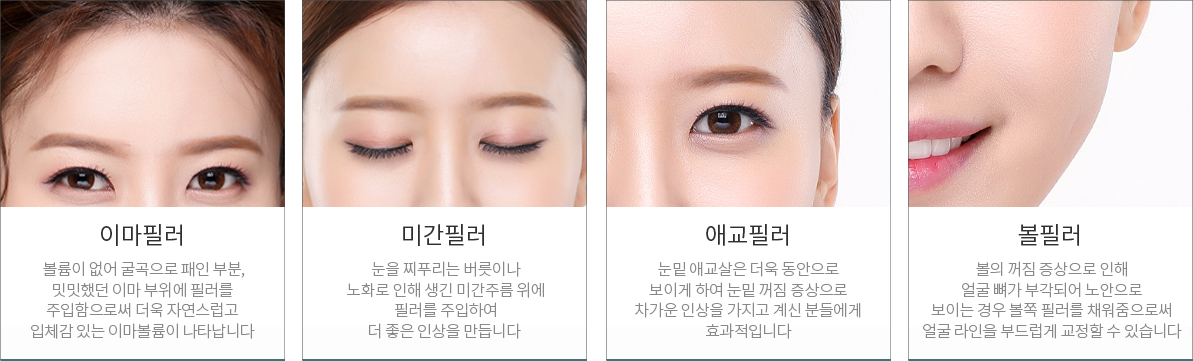 이마필러
볼륨이 없어 굴곡으로 패인 부분,
밋밋했던 이마 부위에 필러를
주입함으로써 더욱 자연스럽고
입체감 있는 이마볼륨이 나타납니다
미간필러
눈을 찌푸리는 버릇이나
노화로 인해 생긴 미간주름 위에
필러를 주입하여
더 좋은 인상을 만듭니다
애교필러
눈밑 애교살은 더욱 동안으로
보이게 하여 눈밑 꺼짐 증상으로
차가운 인상을 가지고 계신 분들에게
효과적입니다
볼필러
볼의 꺼짐 증상으로 인해
얼굴 뼈가 부각되어 노안으로
보이는 경우 볼쪽 필러를 채워줌으로써
얼굴 라인을 부드럽게 교정할 수 있습니다